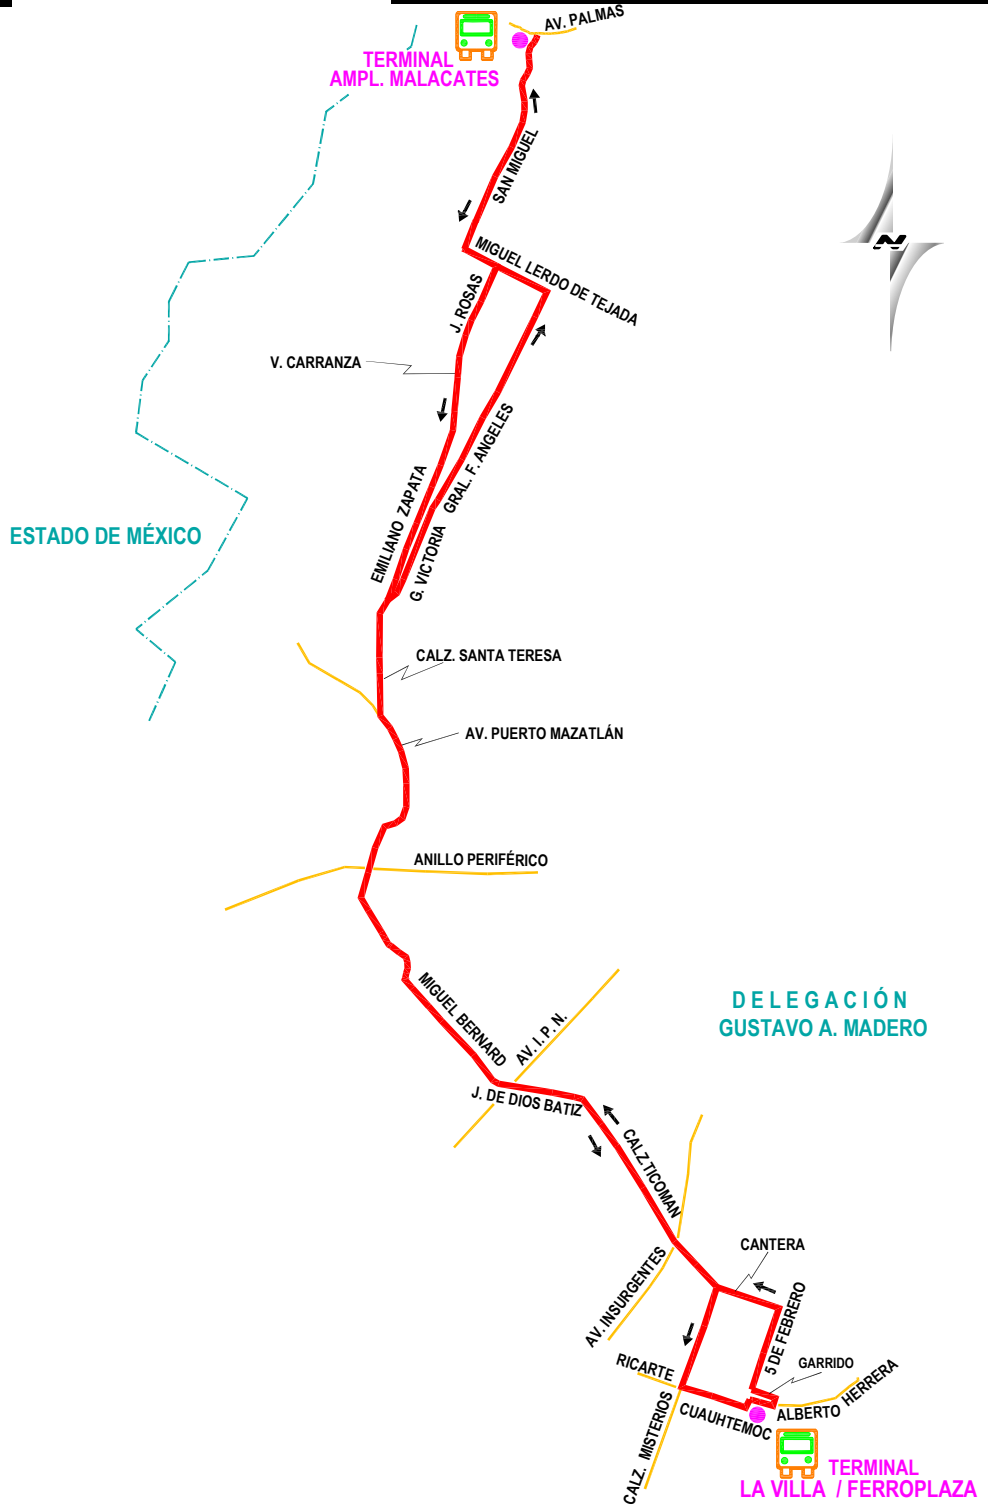 AV. PALMAS
TERMINAL
AMPL. MALACATES
SAN MIGUEL
N
MIGUEL LERDO DE TEJADA
J. ROSAS
V. CARRANZA
GRAL. F. ANGELES
EMILIANO ZAPATA
G. VICTORIA
ESTADO DE MÉXICO
CALZ. SANTA TERESA
AV. PUERTO MAZATLÁN
ANILLO PERIFÉRICO
MIGUEL BERNARD
DELEGACIÓN
GUSTAVO A. MADERO
AV. I. P. N.
J. DE DIOS BATIZ
CALZ.TICOMAN
CANTERA
AV. INSURGENTES
5 DE FEBRERO
RICARTE
GARRIDO
ALBERTO HERRERA
CUAUHTEMOC
CALZ. MISTERIOS
TERMINAL
LA VILLA / FERROPLAZA